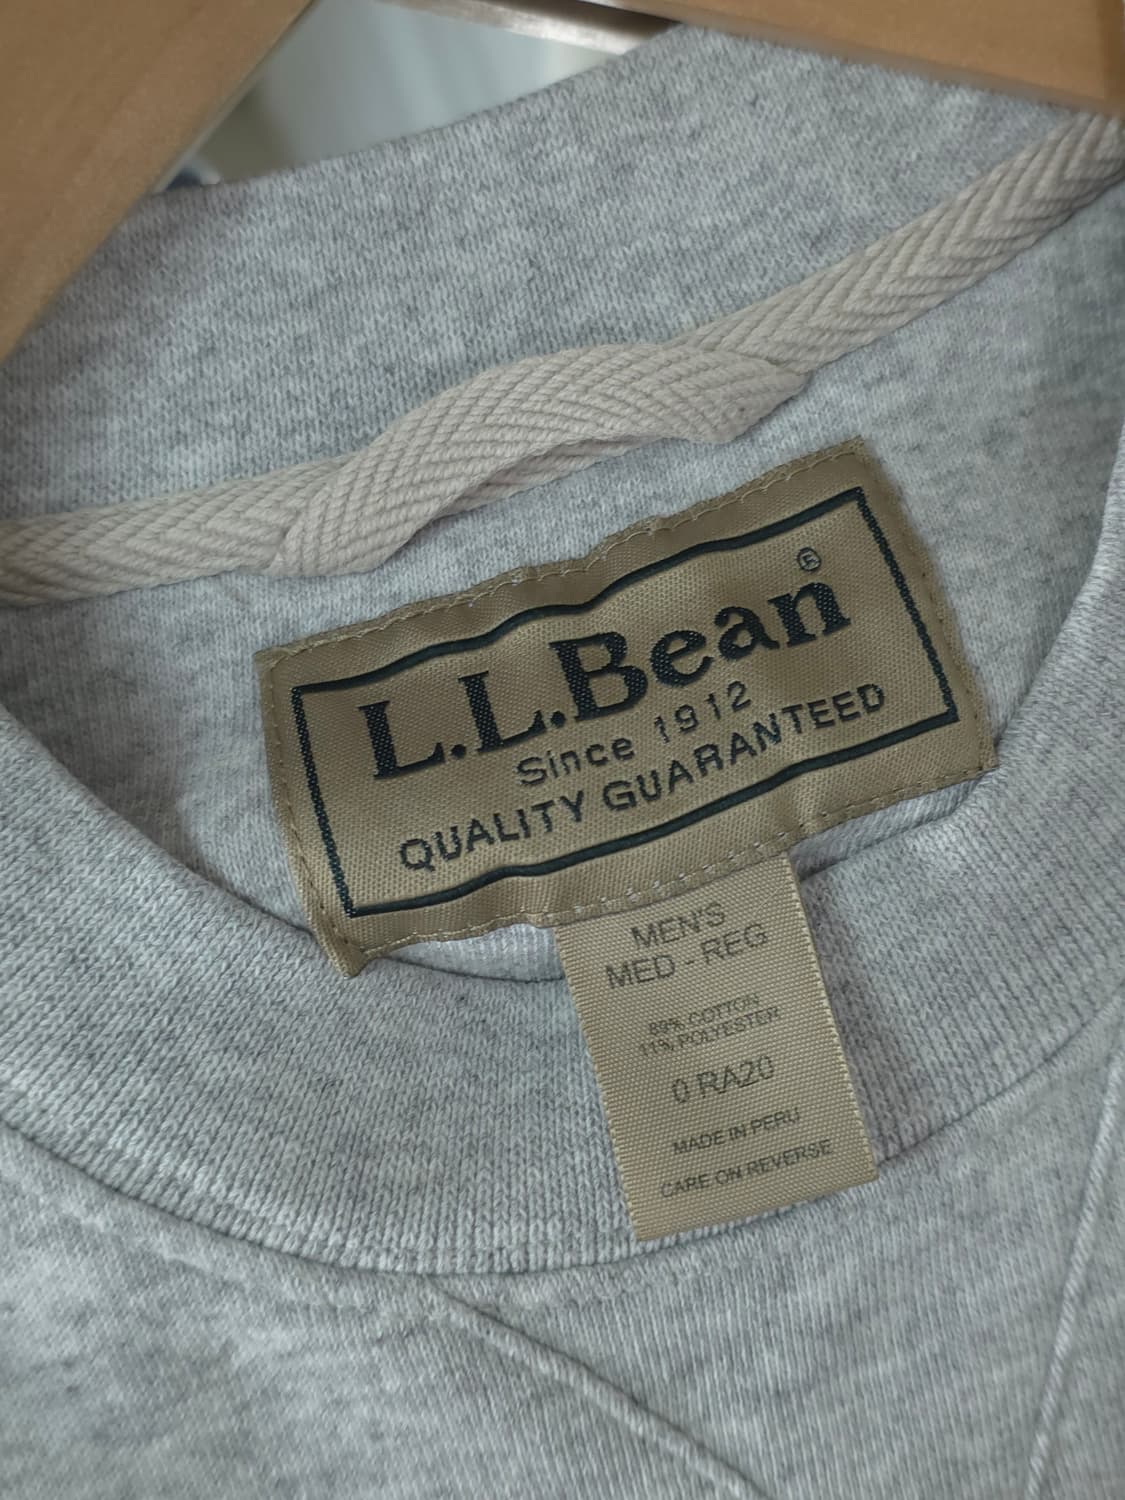 L.L.Bean®
Since 1912
QUALITY GUARANTEED
MEN'S
MED - REG
89% COTTON
11% POLYESTER
0 RA20
MADE IN PERU
CARE ON REVERSE